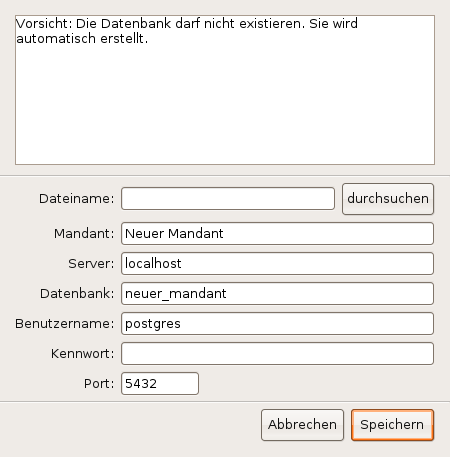 Vorsicht: Die Datenbank darf nicht existieren. Sie wird
automatisch erstellt.
Dateiname: durchsuchen
Mandant: Neuer Mandant
Server: localhost
Datenbank: neuer_mandant
Benutzername: postgres
Kennwort:
Port: 5432
Abbrechen Speichern